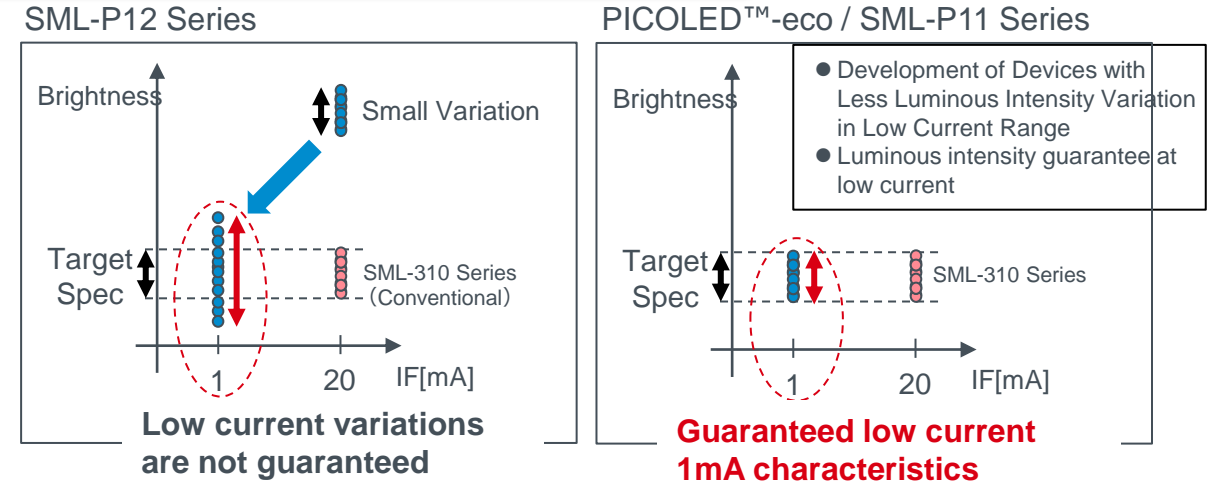 SML-P12 Series
Brightness
Small Variation
Target
Spec
SML-310 Series
（Conventional）
1
20
IF[mA]
Low current variations
are not guaranteed
PICOLED™-eco / SML-P11 Series
● Development of Devices with
Less Luminous Intensity Variation
in Low Current Range
● Luminous intensity guarantee at
low current
Brightness
Target
Spec
SML-310 Series
1
20
IF[mA]
Guaranteed low current
1mA characteristics